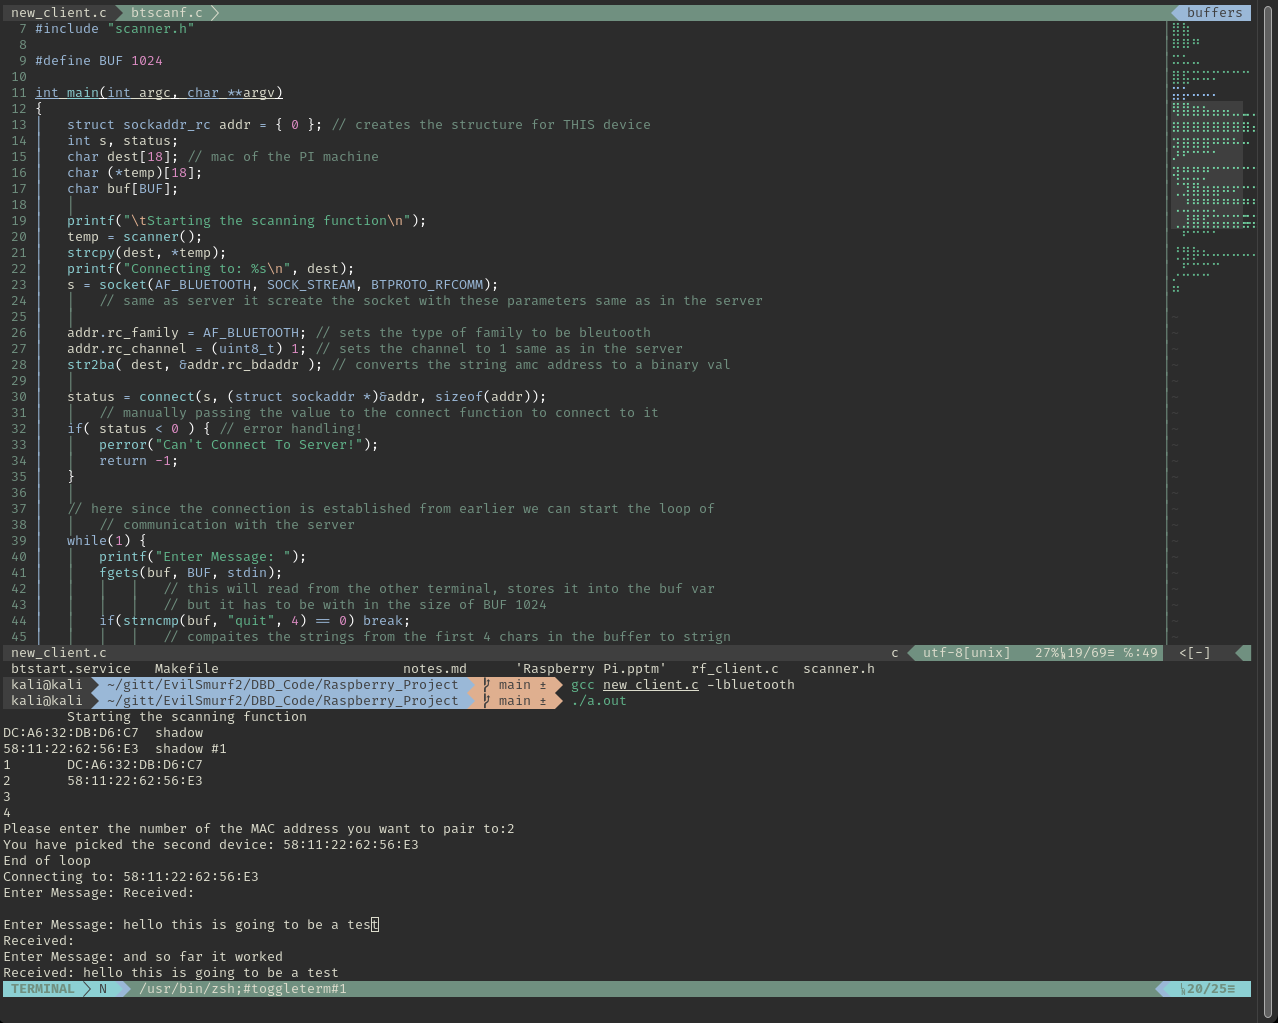 new_client.c btscanf.c buffers
7 #include "scanner.h"
8
9 #define BUF 1024
10
11 int main(int argc, char **argv)
12 {
13 struct sockaddr_rc addr = { 0 }; // creates the structure for THIS device
14 int s, status;
15 char dest[18]; // mac of the PI machine
16 char (*temp)[18];
17 char buf[BUF];
18
19 printf("\tStarting the scanning function\n");
20 temp = scanner();
21 strcpy(dest, *temp);
22 printf("Connecting to: %s\n", dest);
23 s = socket(AF_BLUETOOTH, SOCK_STREAM, BTPROTO_RFCOMM);
24 // same as server it screate the socket with these parameters same as in the server
25
26 addr.rc_family = AF_BLUETOOTH; // sets the type of family to be bleutooth
27 addr.rc_channel = (uint8_t) 1; // sets the channel to 1 same as in the server
28 str2ba( dest, &addr.rc_bdaddr ); // converts the string amc address to a binary val
29
30 status = connect(s, (struct sockaddr *)&addr, sizeof(addr));
31 // manually passing the value to the connect function to connect to it
32 if( status < 0 ) { // error handling!
33 perror("Can't Connect To Server!");
34 return -1;
35 }
36
37 // here since the connection is established from earlier we can start the loop of
38 // communication with the server
39 while(1) {
40 printf("Enter Message: ");
41 fgets(buf, BUF, stdin);
42 // this will read from the other terminal, stores it into the buf var
43 // but it has to be with in the size of BUF 1024
44 if(strncmp(buf, "quit", 4) == 0) break;
45 // compaites the strings from the first 4 chars in the buffer to strign
new_client.c c utf-8[unix] 27% 19/69≡ ℅:49 <[-]
btstart.service Makefile notes.md 'Raspberry Pi.pptm' rf_client.c scanner.h
kali@kali ~/gitt/EvilSmurf2/DBD_Code/Raspberry_Project main ± gcc new_client.c -lbluetooth
kali@kali ~/gitt/EvilSmurf2/DBD_Code/Raspberry_Project main ± ./a.out
Starting the scanning function
DC:A6:32:DB:D6:C7 shadow
58:11:22:62:56:E3 shadow #1
1 DC:A6:32:DB:D6:C7
2 58:11:22:62:56:E3
3
4
Please enter the number of the MAC address you want to pair to:2
You have picked the second device: 58:11:22:62:56:E3
End of loop
Connecting to: 58:11:22:62:56:E3
Enter Message: Received:
Enter Message: hello this is going to be a test
Received:
Enter Message: and so far it worked
Received: hello this is going to be a test
TERMINAL N /usr/bin/zsh;#toggleterm#1 20/25≡